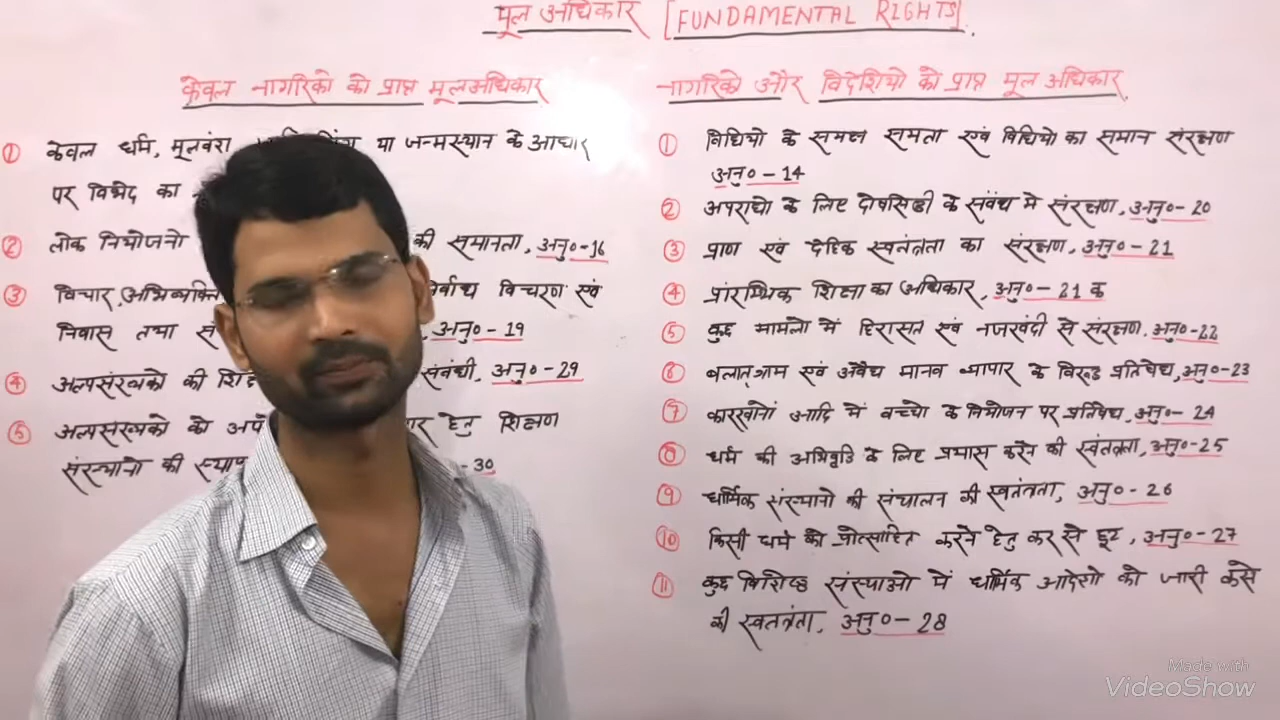 मूल अधिकार [FUNDAMENTAL RIGHTS].
केवल नागरिको को प्राप्त मूलअधिकार
① केवल धर्म, मूलवंश या जन्मस्थान के आधार
पर विभेद का
② लोक नियोजनो की समानता, अनु०-16
③ विचार, अभिव्यक्ति विचरण एवं
निवास तथा अनु०-19
④ अल्पसंख्यको की संबंधी, अनु०-29
⑤ अल्पसंख्यको को हेतु शिक्षण
संस्थानो की -30
नागरिको और विदेशियो को प्राप्त मूल अधिकार
① विधियो के समक्ष समता एवं विधियो का समान संरक्षण
अनु०-14
② अपराधो के लिए दोषसिद्धी के संबंध मे संरक्षण, अनु०-20
③ प्राण एवं दैहिक स्वतंत्रता का संरक्षण, अनु०-21
④ प्रांरम्भिक शिक्षा का अधिकार, अनु०-21 क
⑤ कुछ मामलो में हिरासत एवं नजरबंदी से संरक्षण, अनु०-22
⑥ बलात् श्रम एवं अवैध मानव व्यापार के विरुद्ध प्रतिषेध, अनु०-23
⑦ कारखानों आदि में बच्चो के नियोजन पर प्रतिषेध, अनु०-24
⑧ धर्म की अभिवृद्धि के लिए प्रयास करने की स्वंतत्रता, अनु०-25
⑨ धार्मिक संस्थानो की संचालन की स्वतंत्रता, अनु०-26
⑩ किसी धर्म को प्रोत्साहित करने हेतु कर से छूट, अनु०-27
⑪ कुछ विशिष्ठ संस्थाओ में धार्मिक आदेशो को जारी करने
की स्वतन्त्रता, अनु०-28
Made with
VideoShow